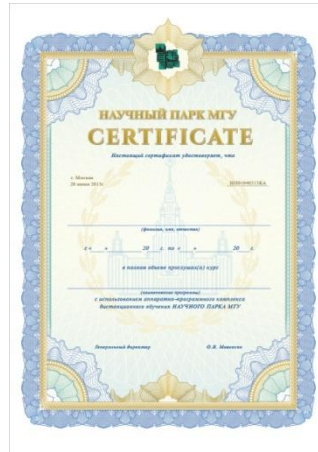 НАУЧНЫЙ ПАРК МГУ
CERTIFICATE
Настоящий сертификат удостоверяет, что
г. Москва
(фамилия, имя, отчество)
с « » 20 г. по « » 20 г.
в полном объеме прослушал(а) курс
(наименование программы)
с использованием аппаратно-программного комплекса
дистанционного обучения НАУЧНОГО ПАРКА МГУ
Генеральный директор О.В. Мовсесян